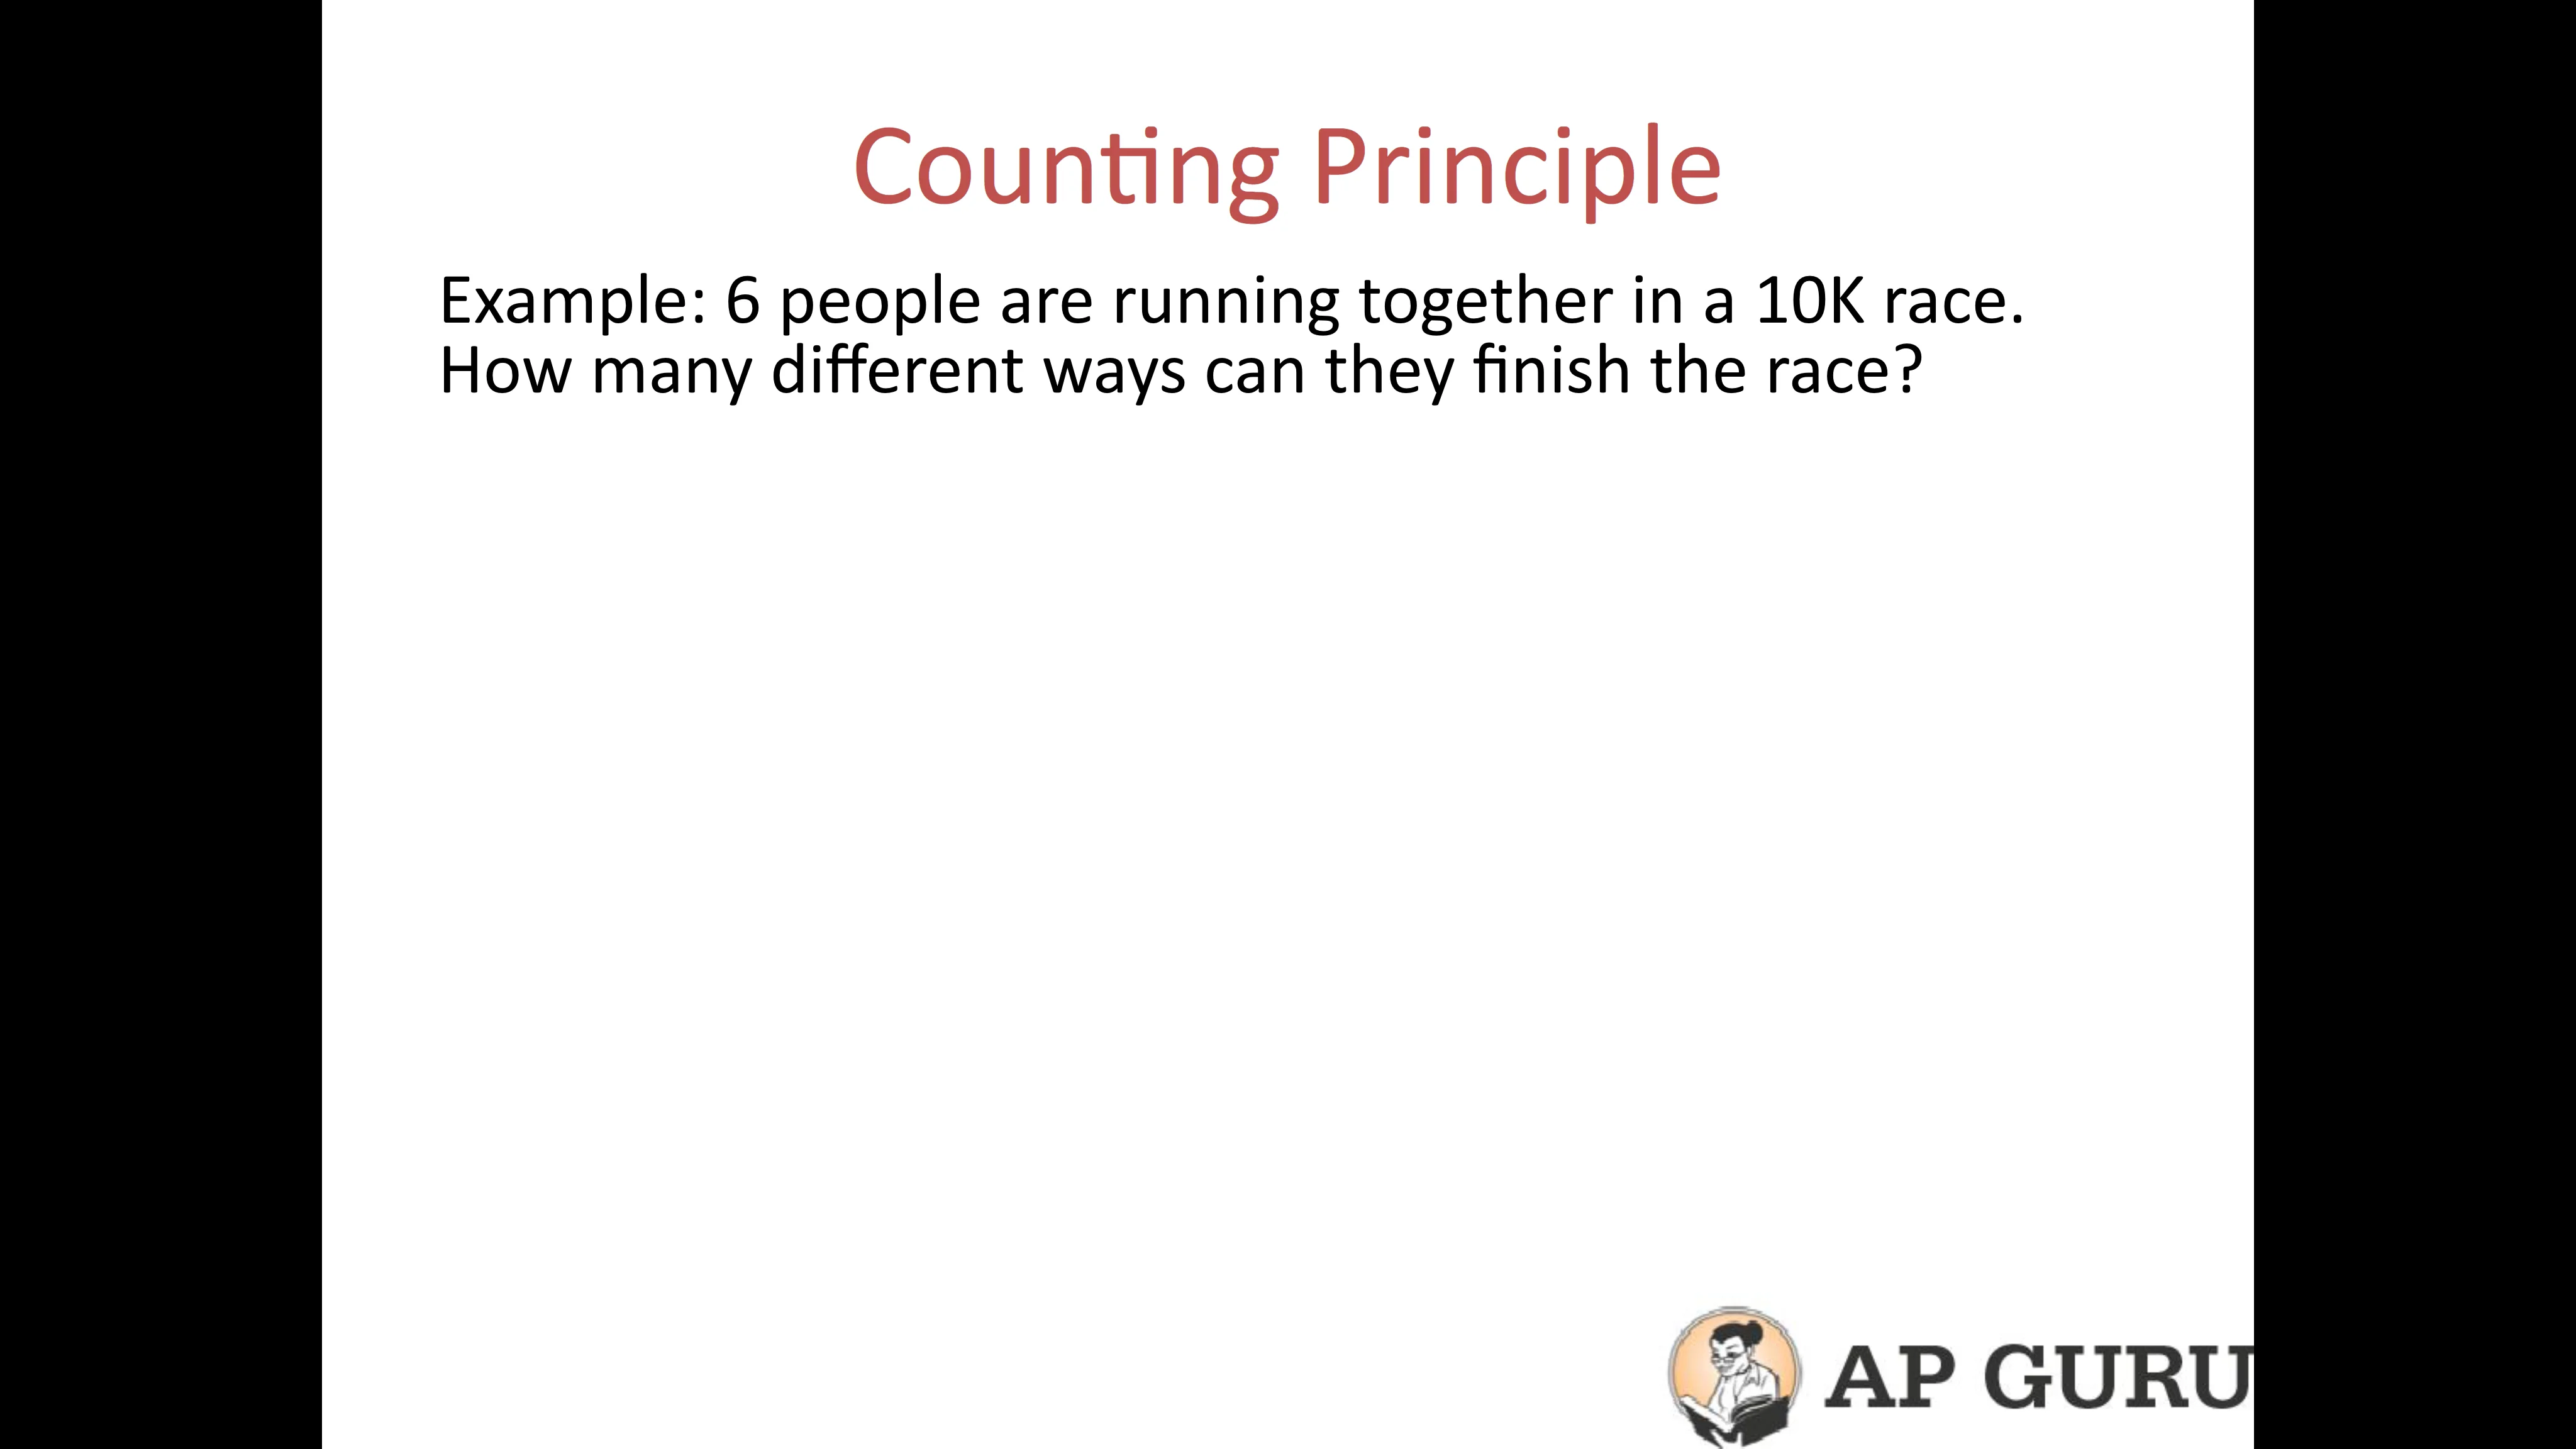 Counting Principle
Example: 6 people are running together in a 10K race.
How many different ways can they finish the race?
AP GURU